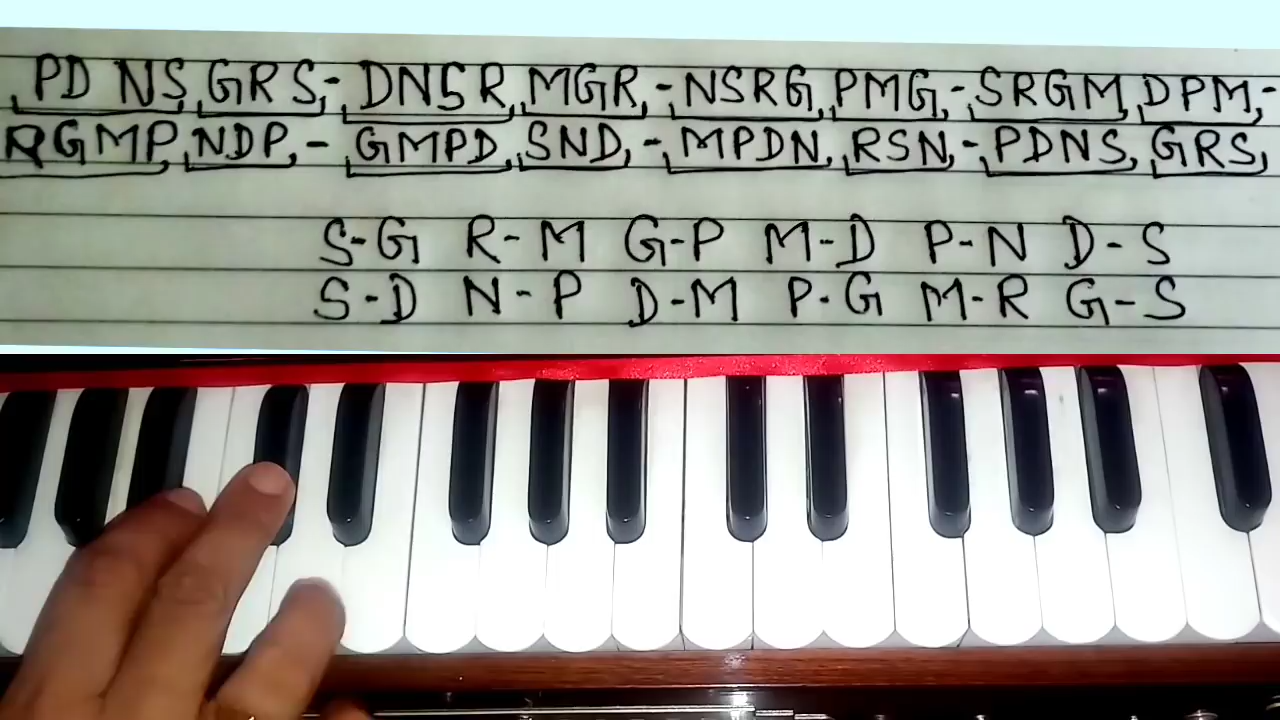 PD NS, GRS,- DNSR, MGR,- NSRG, PMG,- SRGM, DPM,-
RGMP, NDP,- GMPD, SND,- MPDN, RSN,- PDNS, GRS,
S-G R-M G-P M-D P-N D-S
S-D N-P D-M P-G M-R G-S